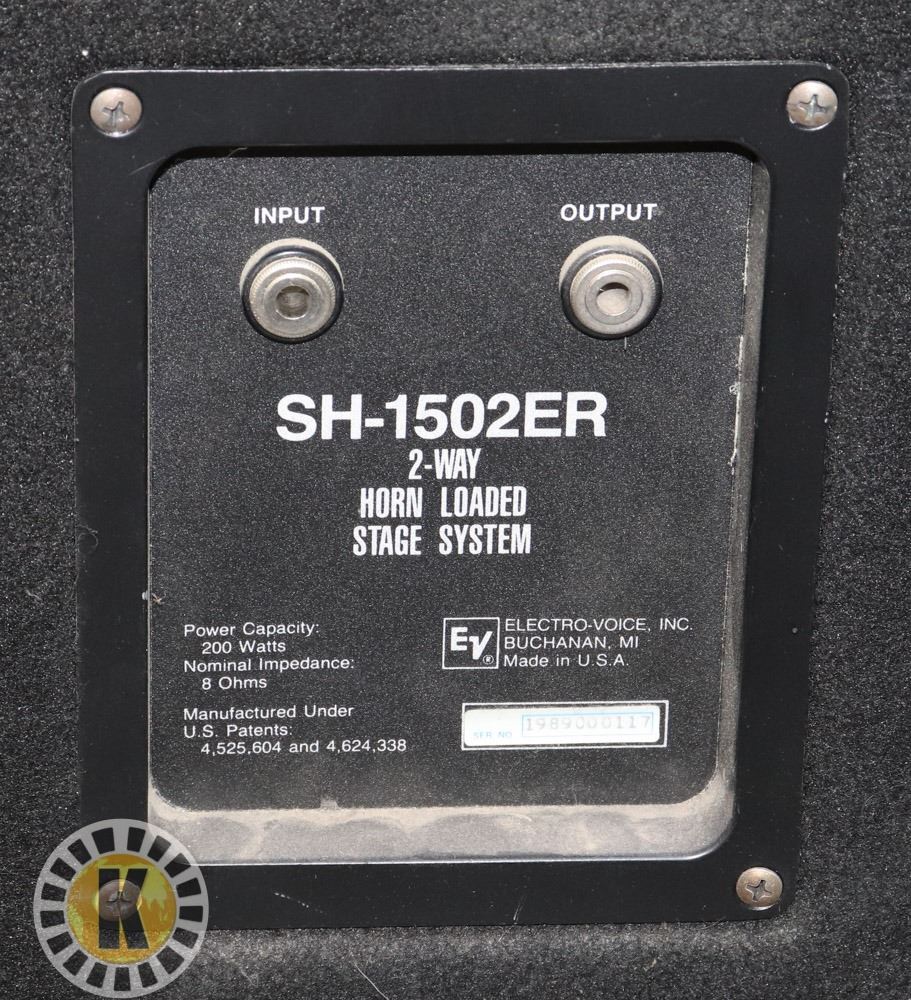 INPUT OUTPUT
SH-1502ER
2-WAY
HORN LOADED
STAGE SYSTEM
Power Capacity:
200 Watts
Nominal Impedance:
8 Ohms
Manufactured Under
U.S. Patents:
4,525,604 and 4,624,338
EV®
ELECTRO-VOICE, INC.
BUCHANAN, MI
Made in U.S.A.
SER. NO. 1989000117
K